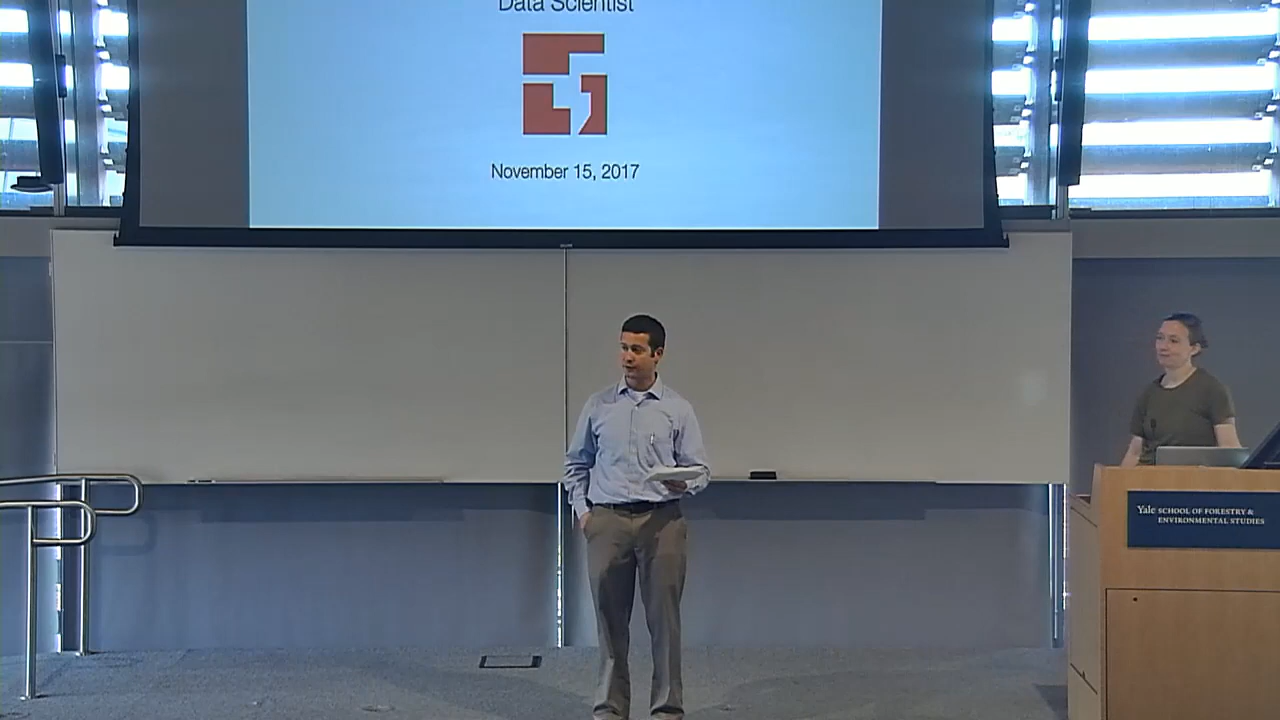 Data Scientist
November 15, 2017
Yale SCHOOL OF FORESTRY &
ENVIRONMENTAL STUDIES